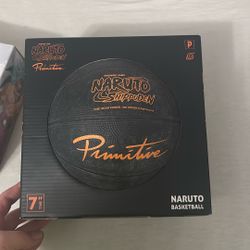 NARUTO
SHIPPUDEN
Primitive
P
NARUTO
SHIPPUDEN
Primitive
7"
NARUTO
BASKETBALL